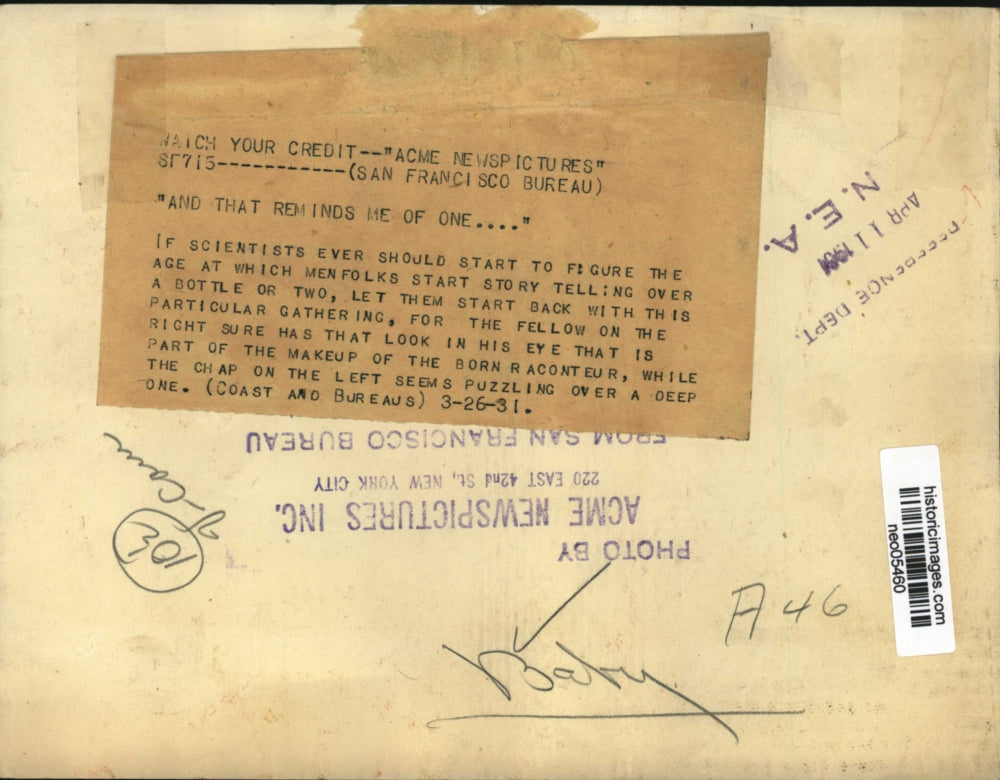 WATCH YOUR CREDIT--"ACME NEWSPICTURES"
SF715-----------(SAN FRANCISCO BUREAU)
"AND THAT REMINDS ME OF ONE...."
IF SCIENTISTS EVER SHOULD START TO FIGURE THE
AGE AT WHICH MENFOLKS START STORY TELLING OVER
A BOTTLE OR TWO, LET THEM START BACK WITH THIS
PARTICULAR GATHERING, FOR THE FELLOW ON THE
RIGHT SURE HAS THAT LOOK IN HIS EYE THAT IS
PART OF THE MAKEUP OF THE BORN RACONTEUR, WHILE
THE CHAP ON THE LEFT SEEMS PUZZLING OVER A DEEP
ONE. (COAST AND BUREAUS) 3-26-31.
REFERENCE DEPT.
APR 11 1931
N.E.A.
PHOTO BY
ACME NEWSPICTURES INC.
220 EAST 42nd St., NEW YORK CITY
FROM SAN FRANCISCO BUREAU
A46
Baby
historicimages.com
neo05460